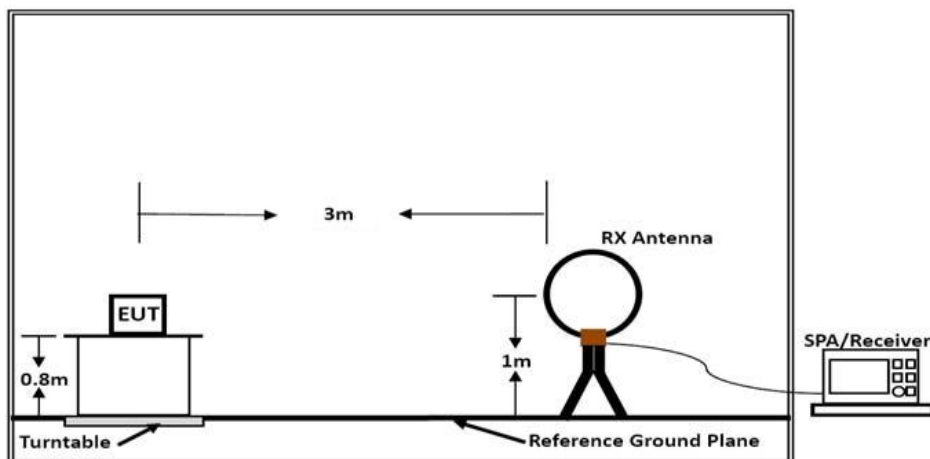 3m
RX Antenna
EUT
SPA/Receiver
1m
0.8m
Turntable
Reference Ground Plane